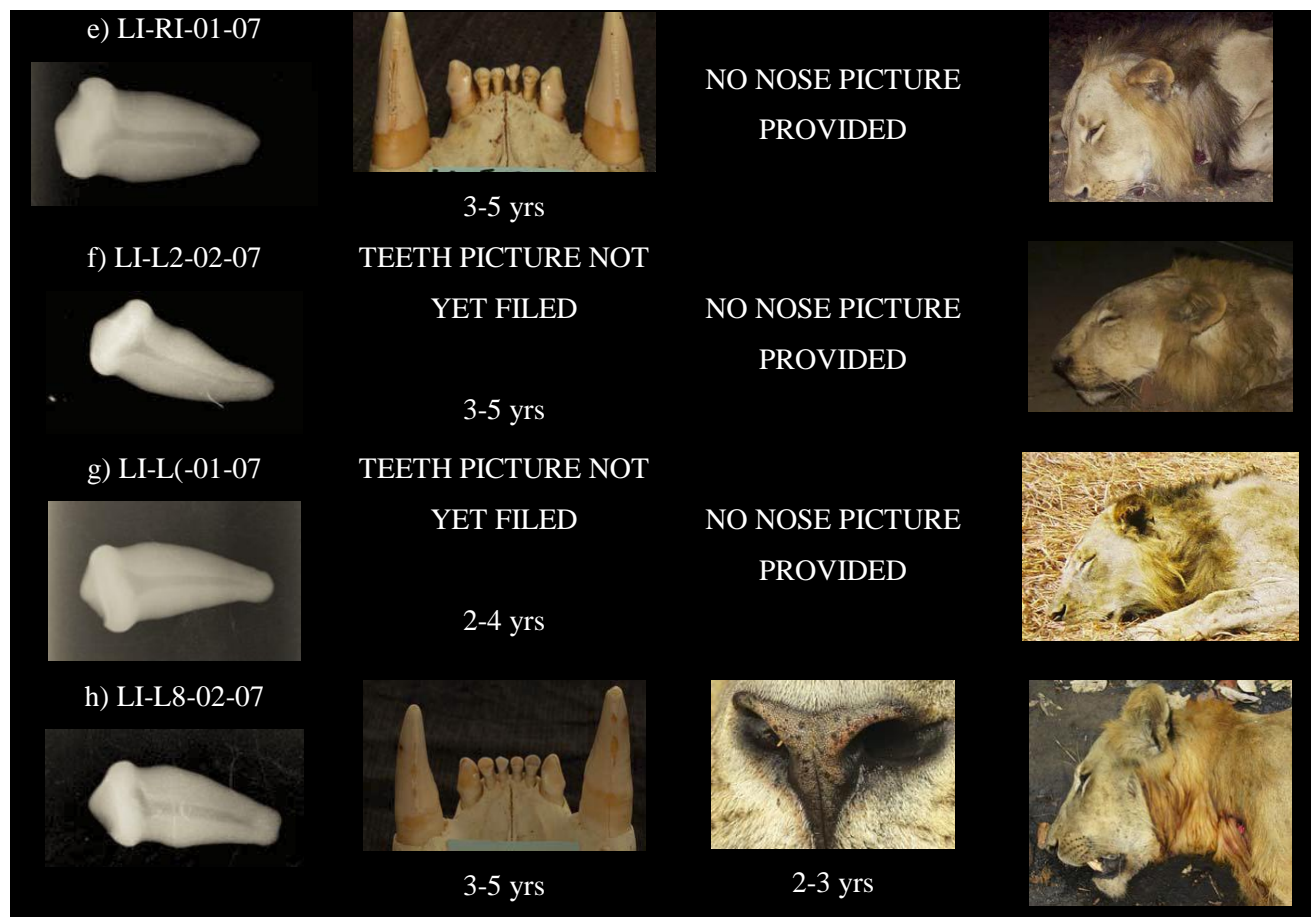 e) LI-RI-01-07
NO NOSE PICTURE
PROVIDED
3-5 yrs
f) LI-L2-02-07
TEETH PICTURE NOT
YET FILED
NO NOSE PICTURE
PROVIDED
3-5 yrs
g) LI-L(-01-07
TEETH PICTURE NOT
YET FILED
NO NOSE PICTURE
PROVIDED
2-4 yrs
h) LI-L8-02-07
3-5 yrs
2-3 yrs